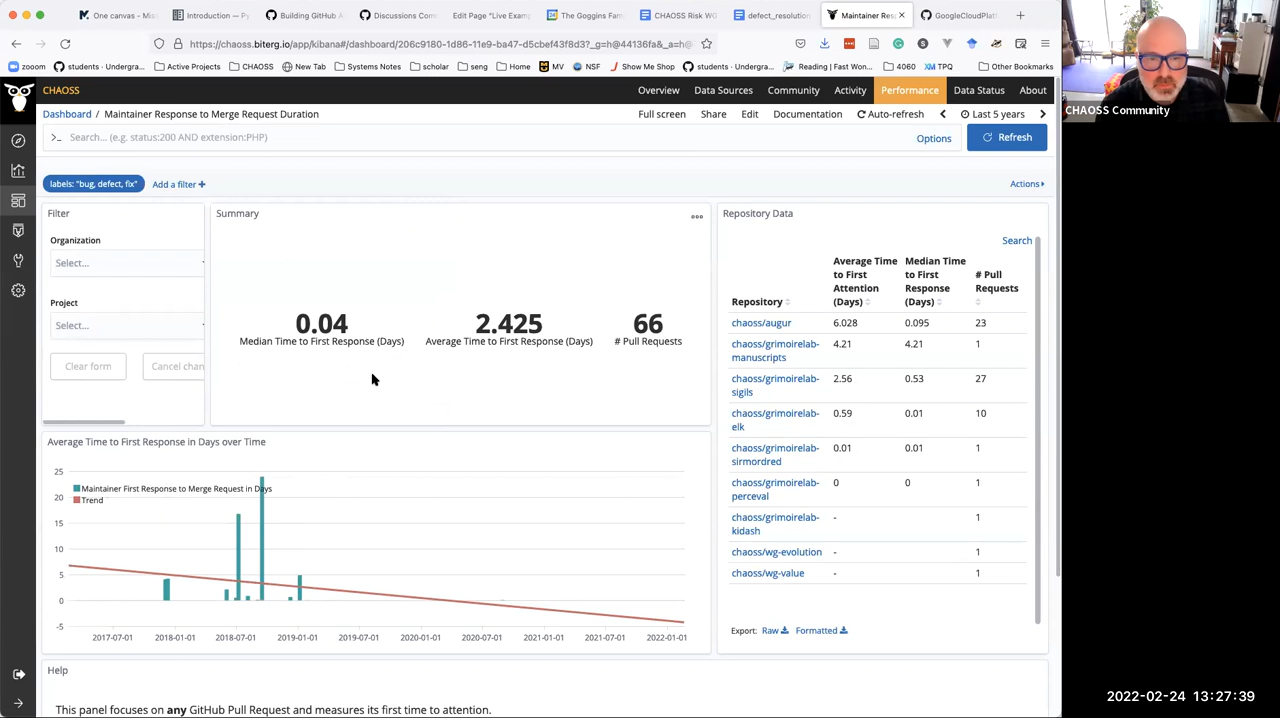 M. One canvas - Mis
Introduction — Py
Building GitHub A
Discussions Com
Edit Page "Live Exam
The Goggins Fam
CHAOSS Risk WG
defect_resolution
Maintainer Res
GoogleCloudPlatf
https://chaoss.biterg.io/app/kibana#/dashboard/206c9180-1d86-11e9-ba47-d5cbef43f8d3?_g=h@44136fa&_a=h@
zooom
students - Undergra...
Active Projects
CHAOSS
New Tab
Systems Notes
scholar
seng
Home
MV
NSF
Show Me Shop
students - Undergra...
Reading | Fast Won...
4060
TPQ
Other Bookmarks
CHAOSS
Overview
Data Sources
Community
Activity
Performance
Data Status
About
Dashboard / Maintainer Response to Merge Request Duration
Full screen
Share
Edit
Documentation
Auto-refresh
Last 5 years
>_ Search... (e.g. status:200 AND extension:PHP)
Options
Refresh
labels: "bug, defect, fix"
Add a filter +
Actions
Filter
Organization
Select...
Project
Select...
Clear form
Cancel chan
Summary
0.04
Median Time to First Response (Days)
2.425
Average Time to First Response (Days)
66
# Pull Requests
Average Time to First Response in Days over Time
Maintainer First Response to Merge Request in Days
Trend
25
20
15
10
5
0
-5
2017-07-01
2018-01-01
2018-07-01
2019-01-01
2019-07-01
2020-01-01
2020-07-01
2021-01-01
2021-07-01
2022-01-01
Repository Data
Search
Repository
Average Time to First Attention (Days)
Median Time to First Response (Days)
# Pull Requests
chaoss/augur 6.028 0.095 23
chaoss/grimoirelab-manuscripts 4.21 4.21 1
chaoss/grimoirelab-sigils 2.56 0.53 27
chaoss/grimoirelab-elk 0.59 0.01 10
chaoss/grimoirelab-sirmordred 0.01 0.01 1
chaoss/grimoirelab-perceval 0 0 1
chaoss/grimoirelab-kidash - 1
chaoss/wg-evolution - 1
chaoss/wg-value - 1
Export: Raw Formatted
Help
This panel focuses on any GitHub Pull Request and measures its first time to attention.
CHAOSS Community
2022-02-24 13:27:39